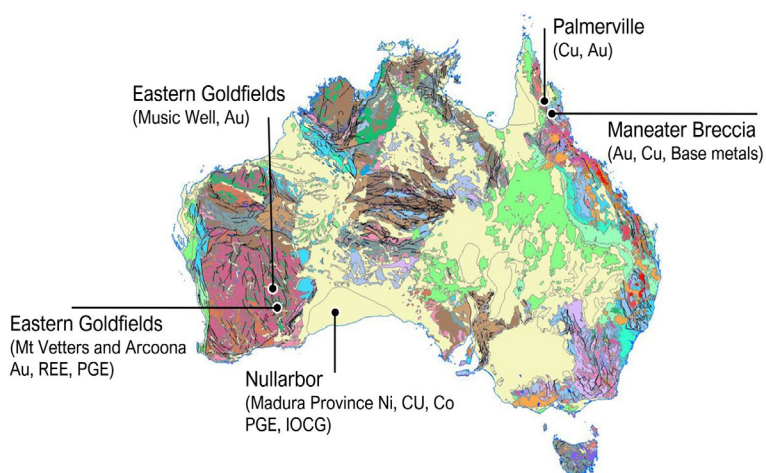 Palmerville
(Cu, Au)
Eastern Goldfields
(Music Well, Au)
Maneater Breccia
(Au, Cu, Base metals)
Eastern Goldfields
(Mt Vetters and Arcoona
Au, REE, PGE)
Nullarbor
(Madura Province Ni, CU, Co
PGE, IOCG)